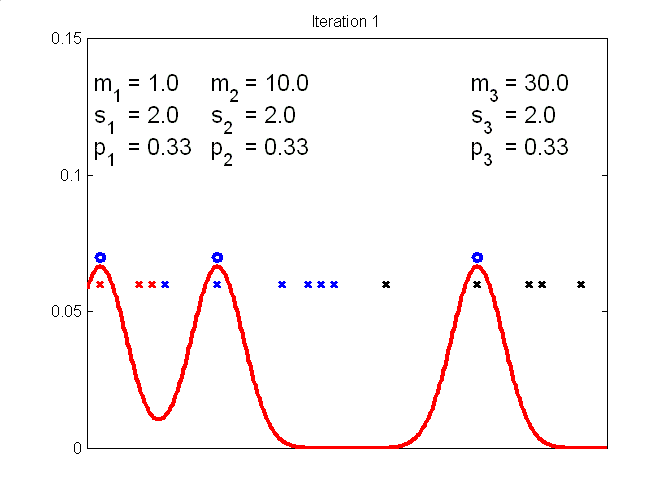 Iteration 1
0.15
m1 = 1.0 m2 = 10.0 m3 = 30.0
s1 = 2.0 s2 = 2.0 s3 = 2.0
p1 = 0.33 p2 = 0.33 p3 = 0.33
0.1
0.05
0